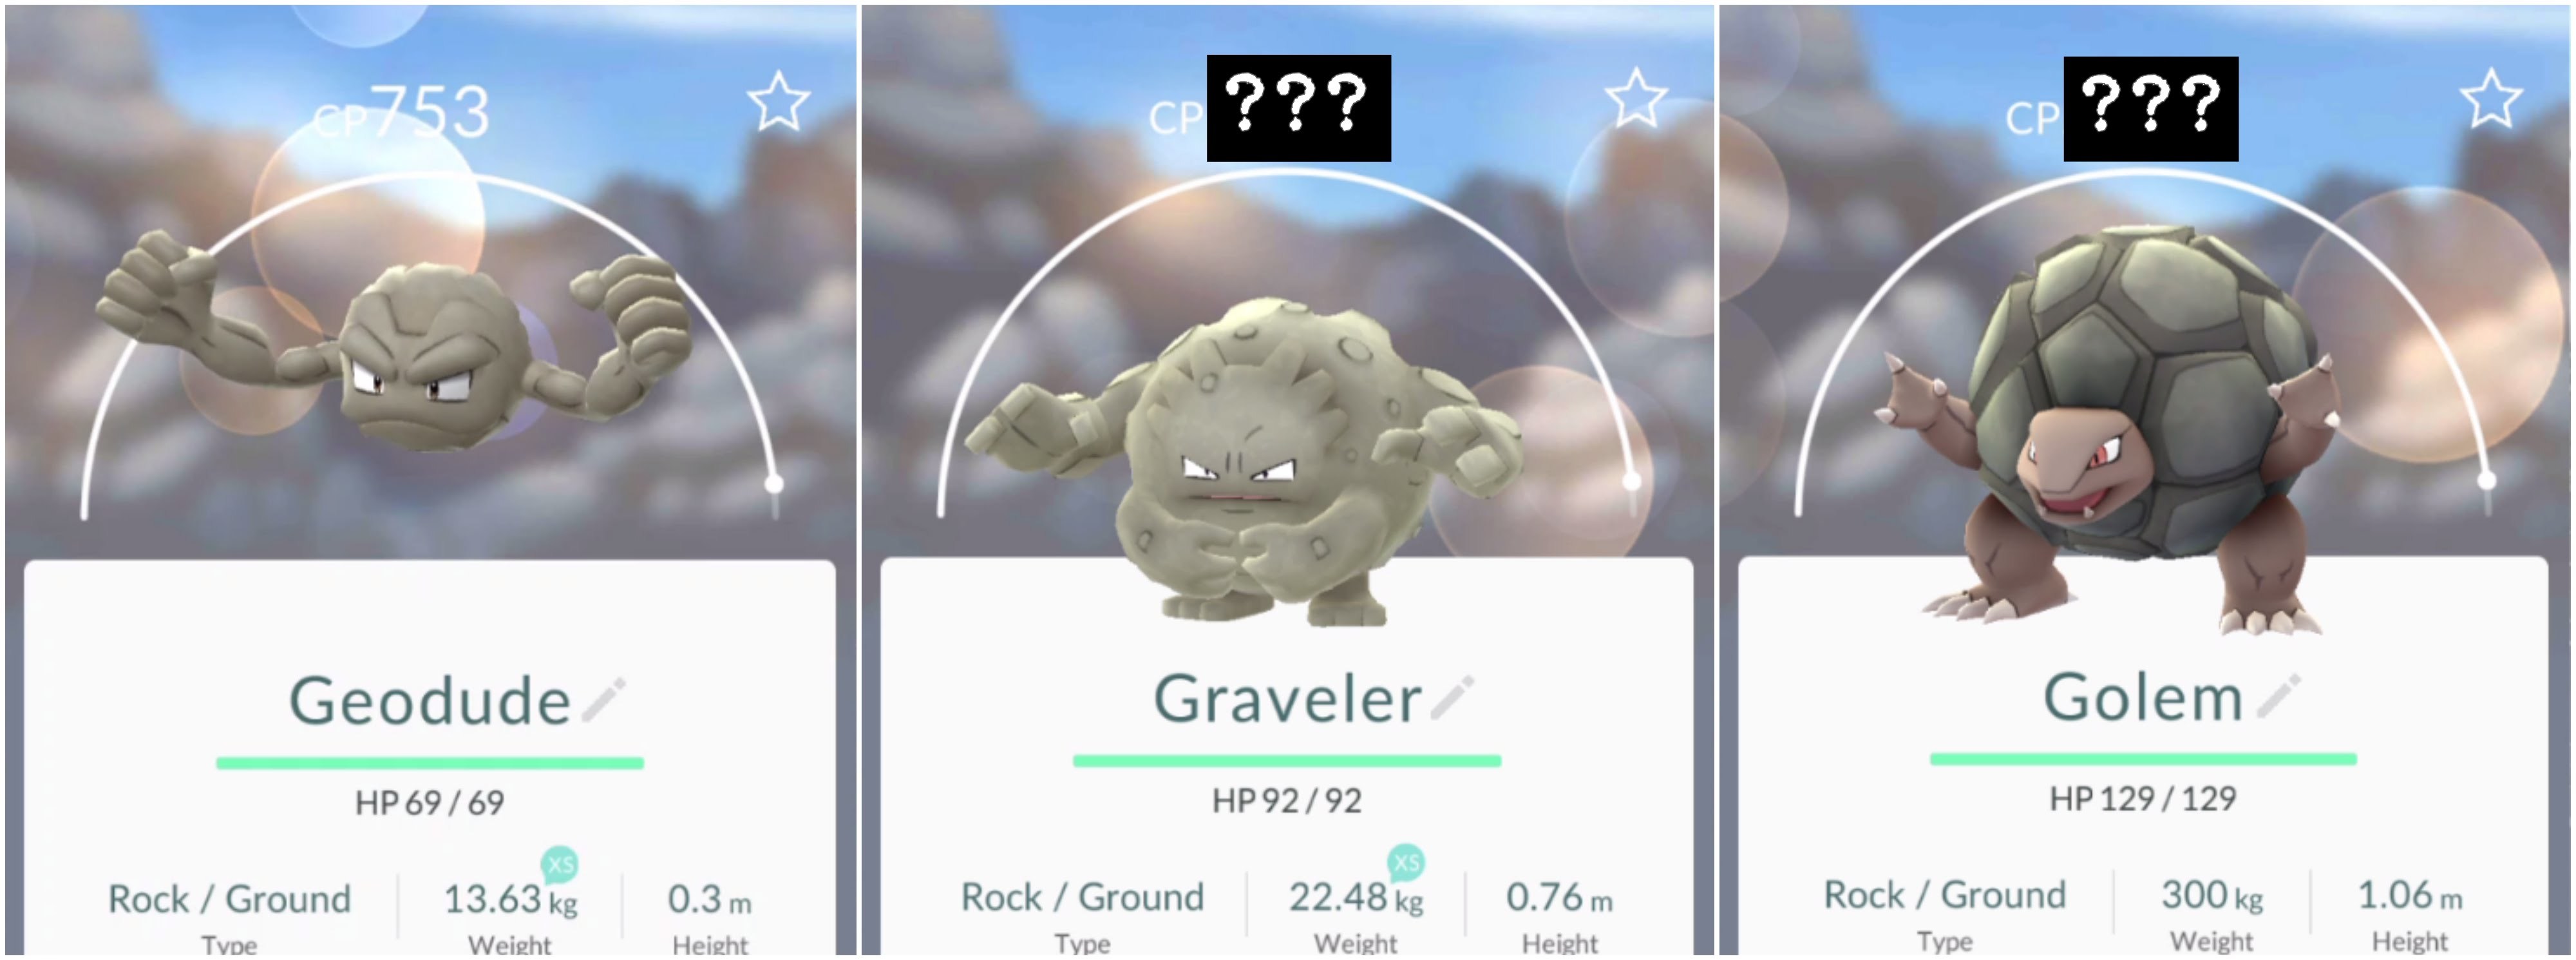 CP753
Geodude
HP 69 / 69
XS
Rock / Ground
13.63 kg
0.3 m
Type
Weight
Height
CP ???
Graveler
HP 92 / 92
XS
Rock / Ground
22.48 kg
0.76 m
Type
Weight
Height
CP ???
Golem
HP 129 / 129
Rock / Ground
300 kg
1.06 m
Type
Weight
Height